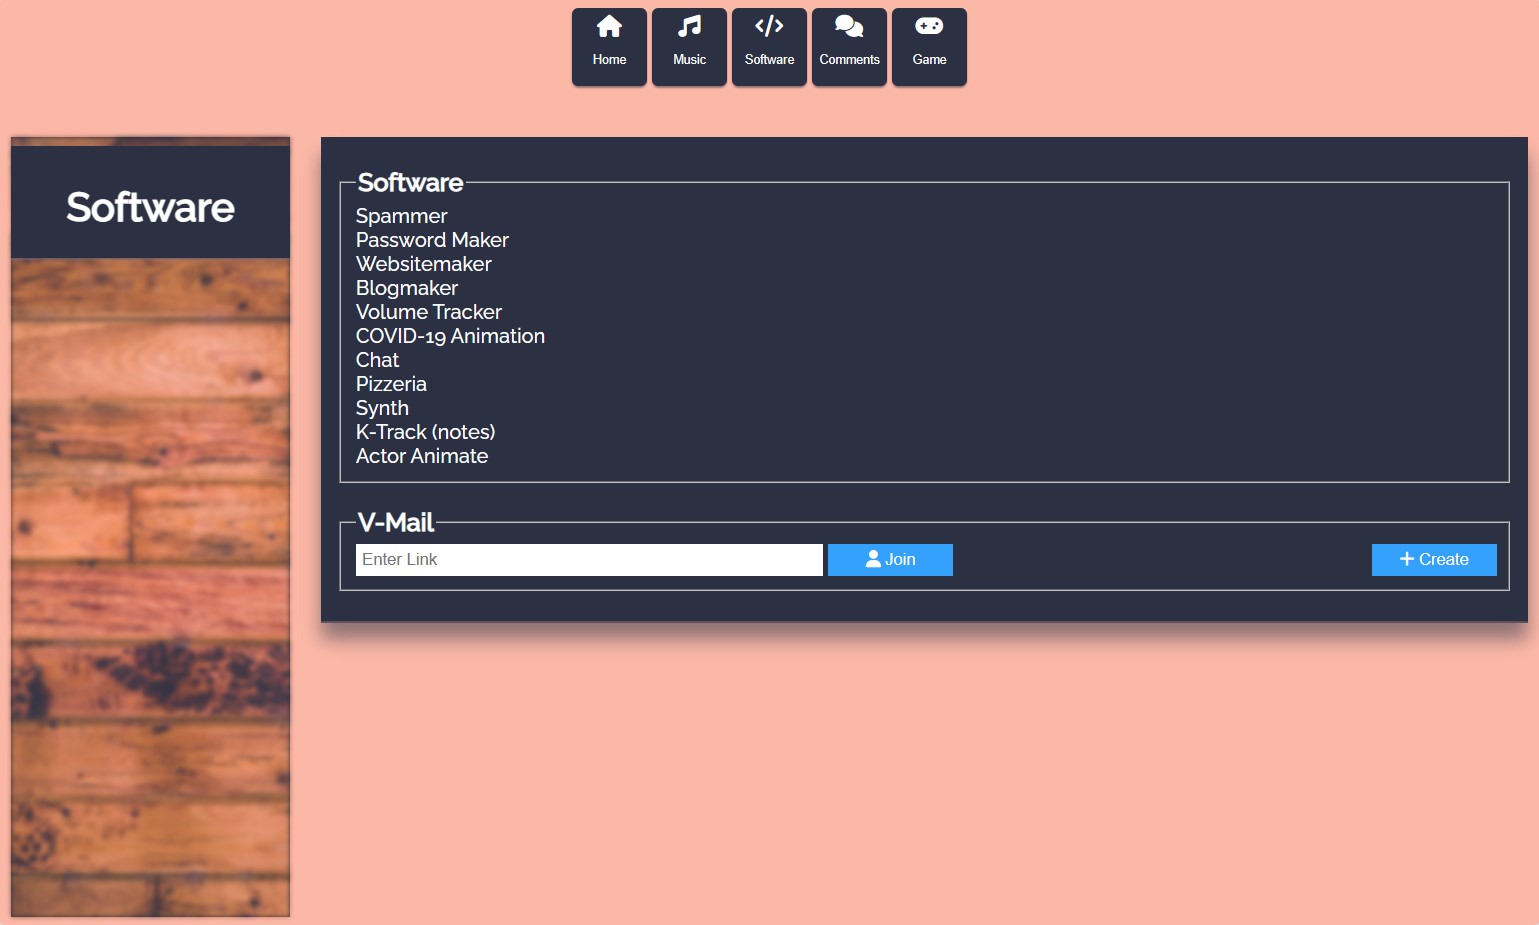 Home
Music
Software
Comments
Game
Software
Software
Spammer
Password Maker
Websitemaker
Blogmaker
Volume Tracker
COVID-19 Animation
Chat
Pizzeria
Synth
K-Track (notes)
Actor Animate
V-Mail
Enter Link
Join
Create